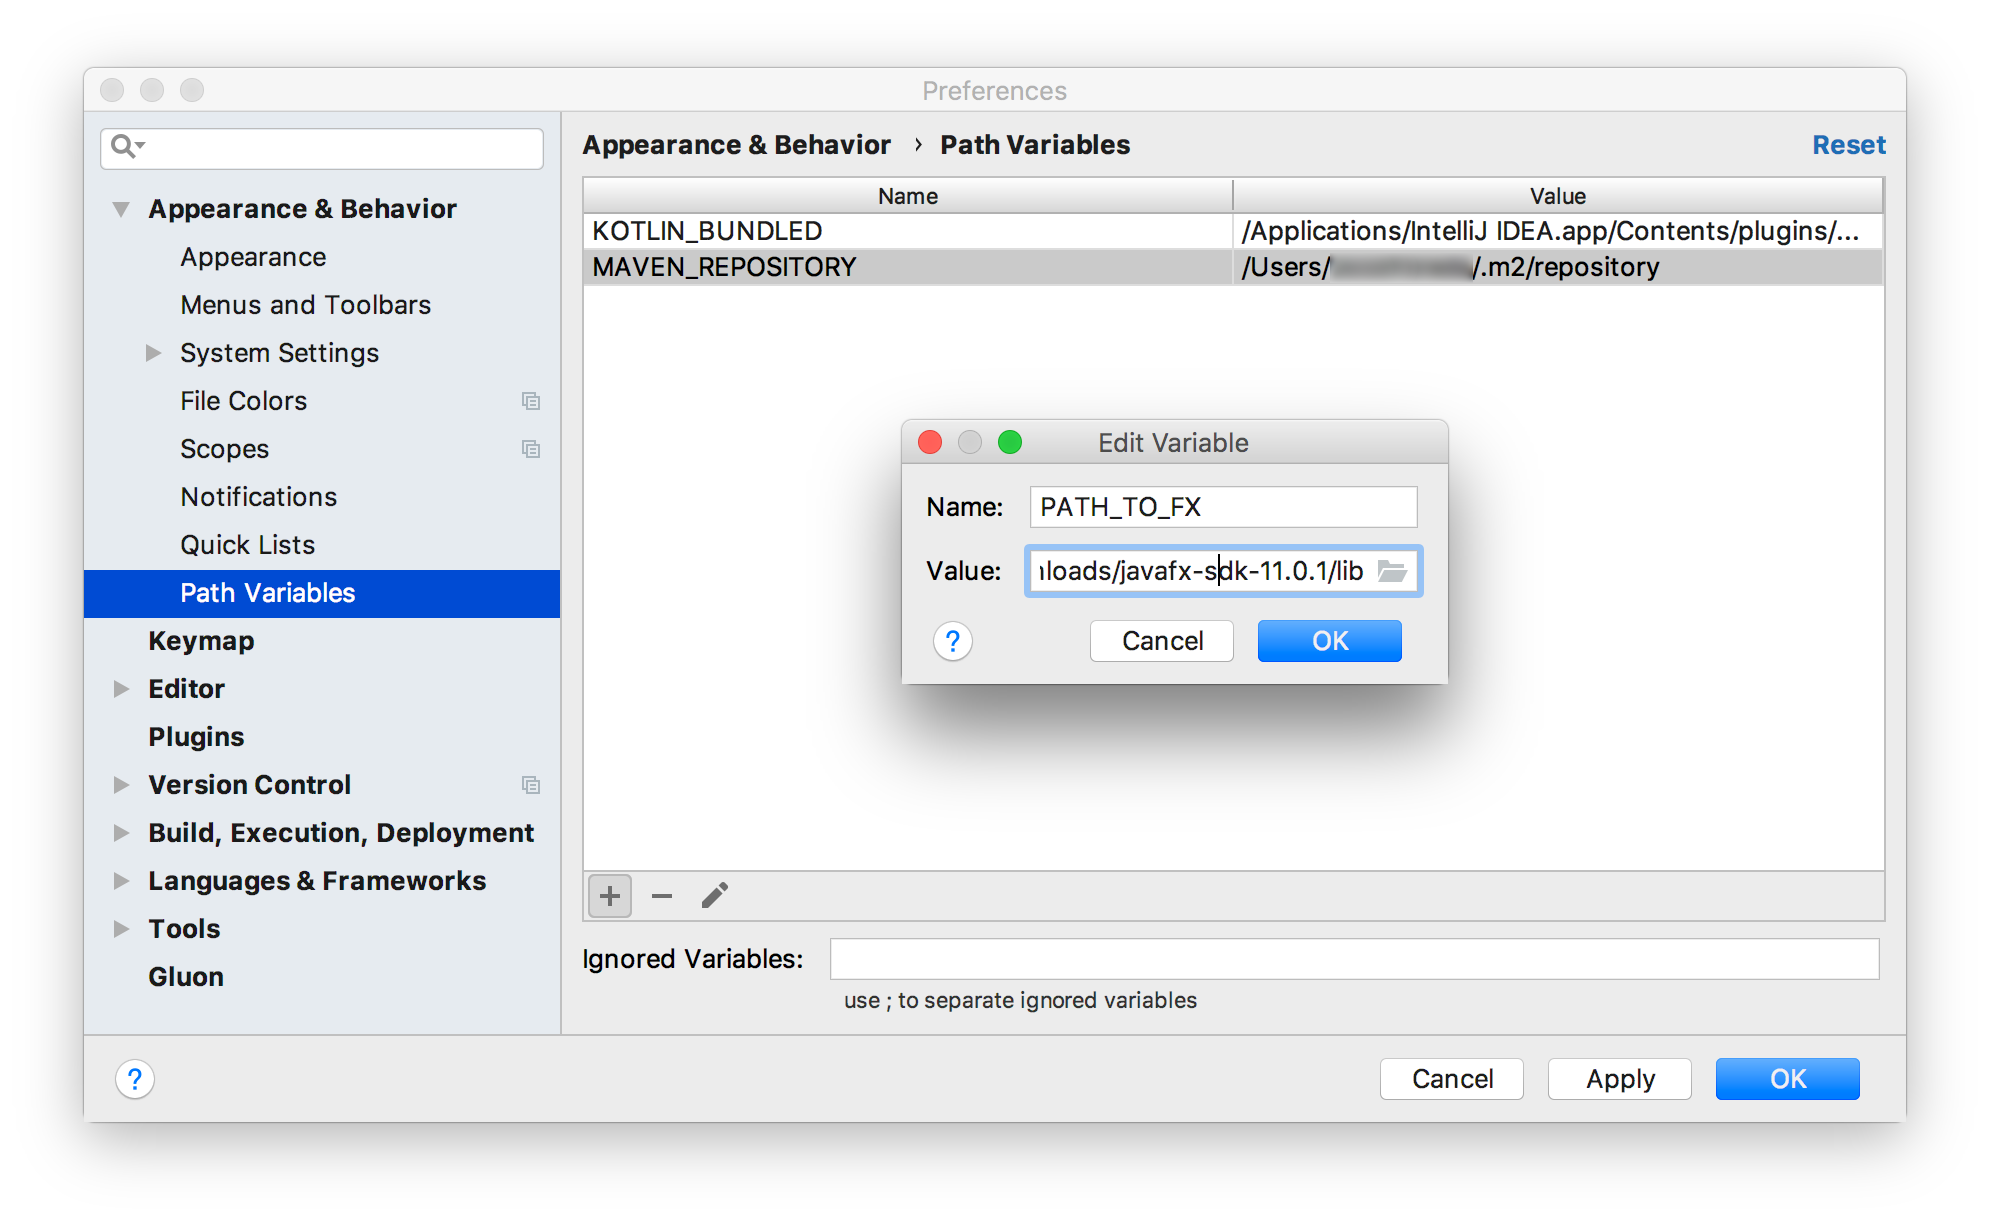 Preferences
Appearance & Behavior
Appearance
Menus and Toolbars
System Settings
File Colors
Scopes
Notifications
Quick Lists
Path Variables
Keymap
Editor
Plugins
Version Control
Build, Execution, Deployment
Languages & Frameworks
Tools
Gluon
Appearance & Behavior › Path Variables
Reset
Name Value
KOTLIN_BUNDLED /Applications/IntelliJ IDEA.app/Contents/plugins/...
MAVEN_REPOSITORY /Users/ /.m2/repository
Edit Variable
Name: PATH_TO_FX
Value: loads/javafx-sdk-11.0.1/lib
?
Cancel
OK
Ignored Variables:
use ; to separate ignored variables
?
Cancel
Apply
OK